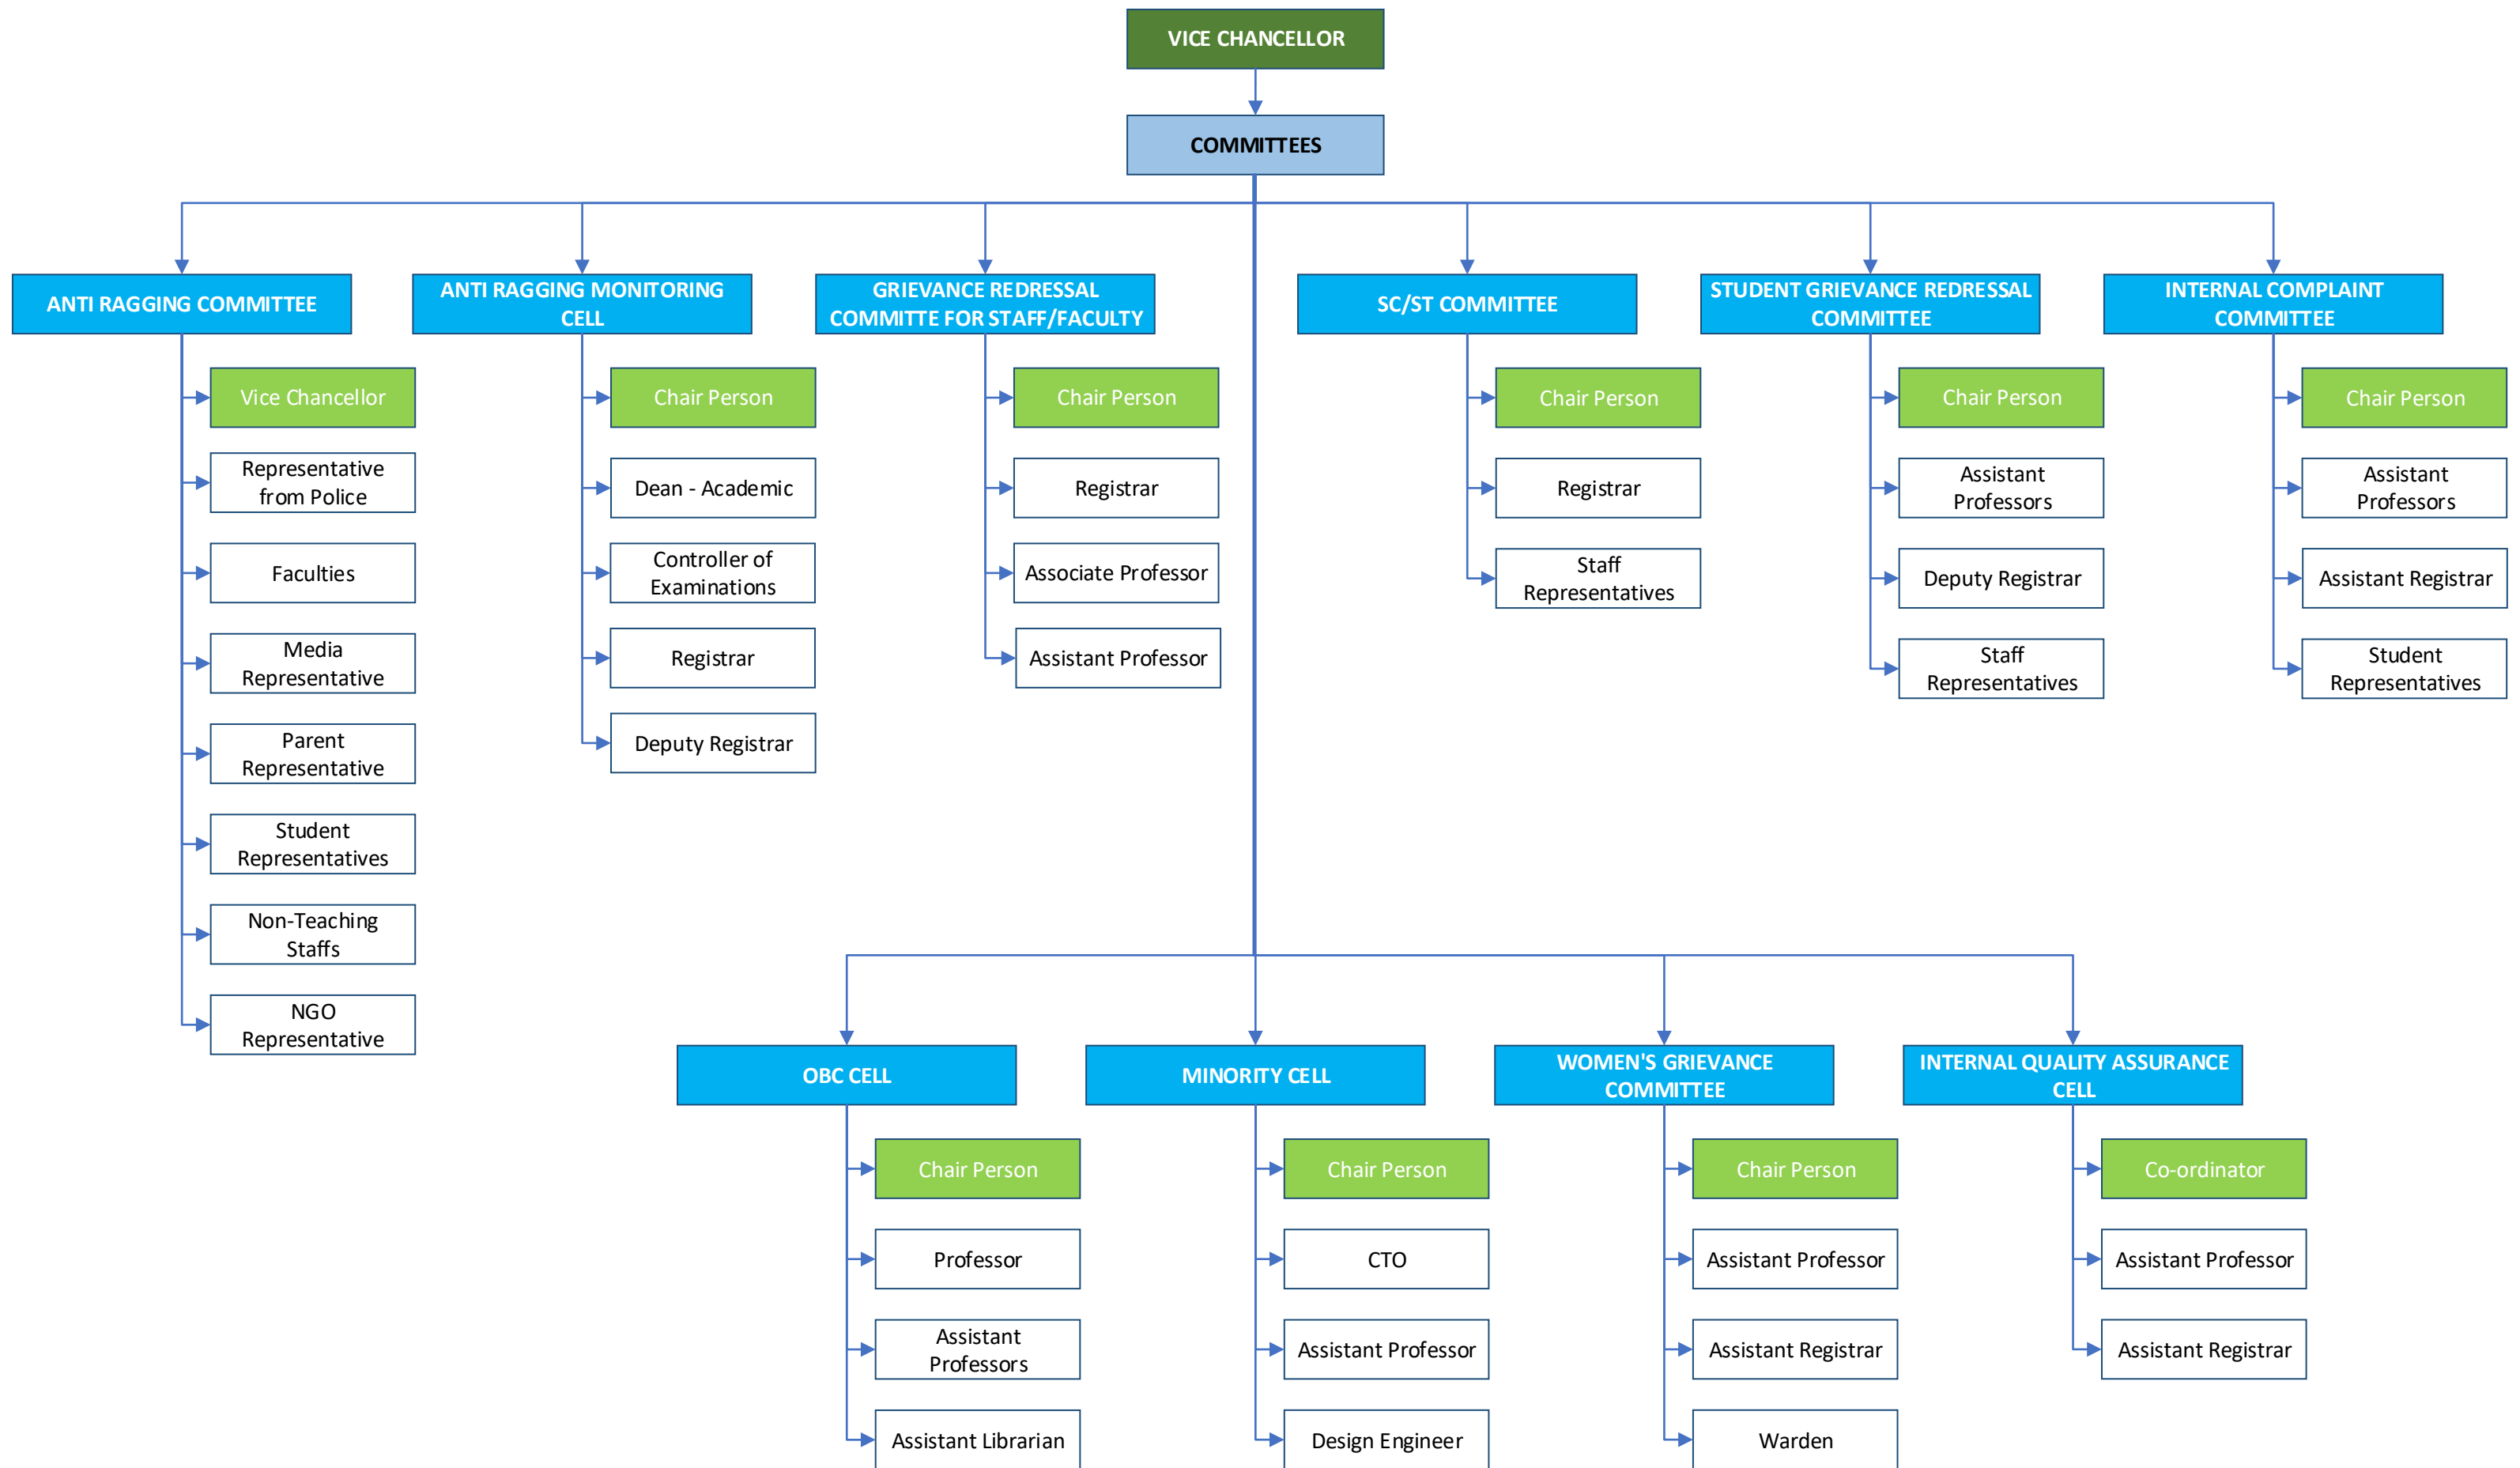 VICE CHANCELLOR
COMMITTEES
ANTI RAGGING COMMITTEE
Vice Chancellor
Representative
from Police
Faculties
Media
Representative
Parent
Representative
Student
Representatives
Non-Teaching
Staffs
NGO
Representative
ANTI RAGGING MONITORING
CELL
Chair Person
Dean - Academic
Controller of
Examinations
Registrar
Deputy Registrar
GRIEVANCE REDRESSAL
COMMITTE FOR STAFF/FACULTY
Chair Person
Registrar
Associate Professor
Assistant Professor
SC/ST COMMITTEE
Chair Person
Registrar
Staff
Representatives
STUDENT GRIEVANCE REDRESSAL
COMMITTEE
Chair Person
Assistant
Professors
Deputy Registrar
Staff
Representatives
INTERNAL COMPLAINT
COMMITTEE
Chair Person
Assistant
Professors
Assistant Registrar
Student
Representatives
OBC CELL
Chair Person
Professor
Assistant
Professors
Assistant Librarian
MINORITY CELL
Chair Person
CTO
Assistant Professor
Design Engineer
WOMEN'S GRIEVANCE
COMMITTEE
Chair Person
Assistant Professor
Assistant Registrar
Warden
INTERNAL QUALITY ASSURANCE
CELL
Co-ordinator
Assistant Professor
Assistant Registrar